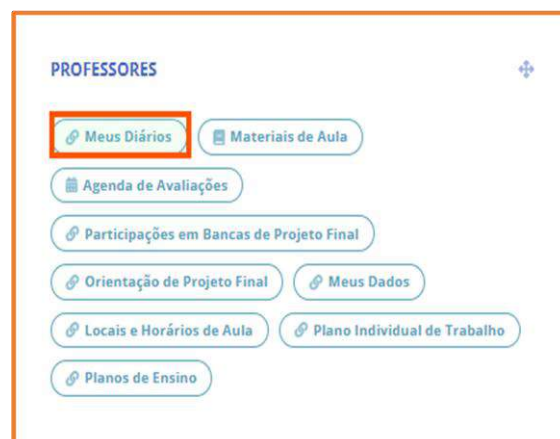 PROFESSORES
Meus Diários
Materiais de Aula
Agenda de Avaliações
Participações em Bancas de Projeto Final
Orientação de Projeto Final
Meus Dados
Locais e Horários de Aula
Plano Individual de Trabalho
Planos de Ensino